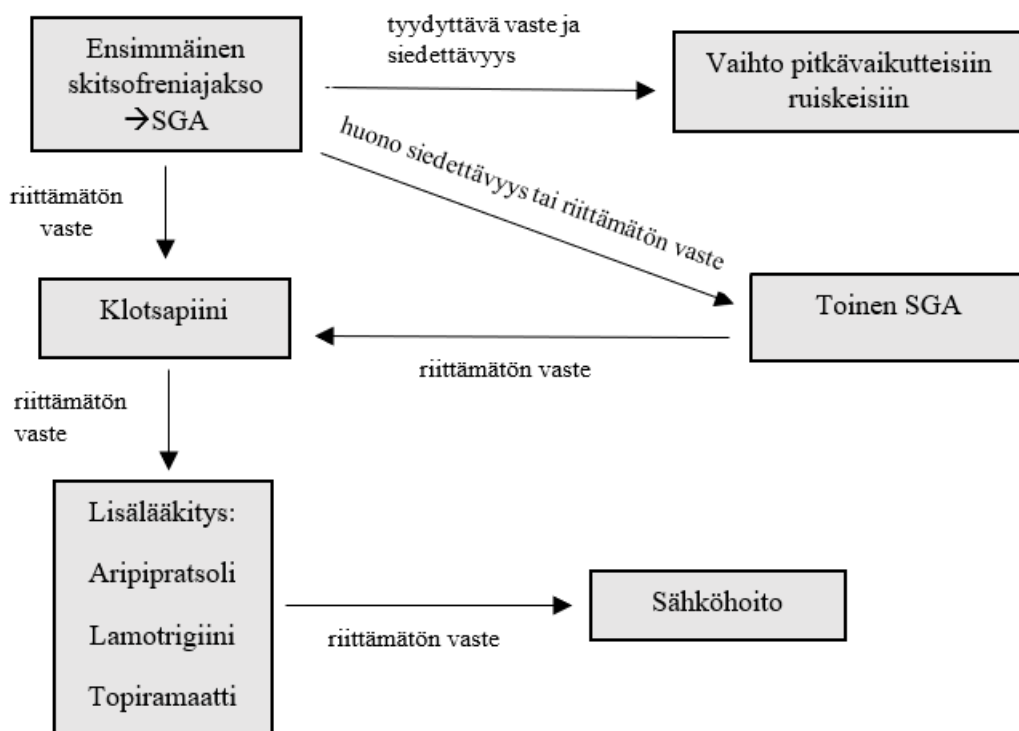 Ensimmäinen
skitsofreniajakso
→SGA
tyydyttävä vaste ja
siedettävyys
Vaihto pitkävaikutteisiin
ruiskeisiin
huono siedettävyys tai riittämätön vaste
riittämätön
vaste
Klotsapiini
Toinen SGA
riittämätön vaste
riittämätön
vaste
Lisälääkitys:
Aripipratsoli
Lamotrigiini
Topiramaatti
riittämätön vaste
Sähköhoito